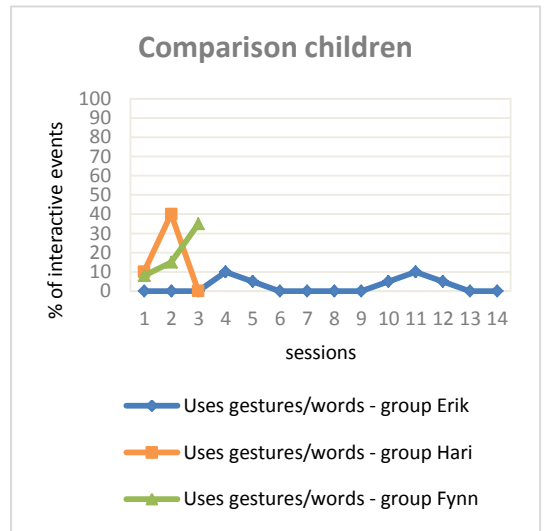 Comparison children
100
90
80
70
60
50
40
30
20
10
0
% of interactive events
1 2 3 4 5 6 7 8 9 10 11 12 13 14
sessions
Uses gestures/words - group Erik
Uses gestures/words - group Hari
Uses gestures/words - group Fynn